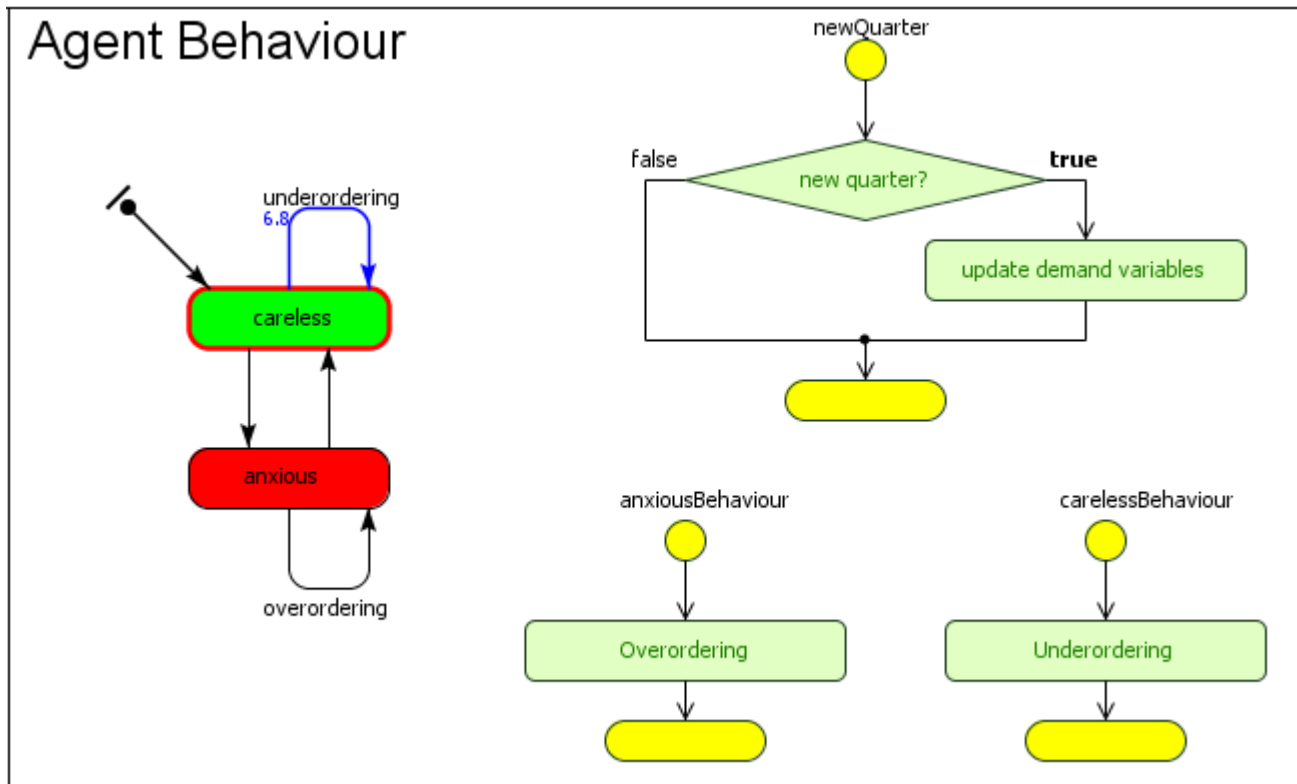 Agent Behaviour
newQuarter
false
true
new quarter?
underordering
6.8
update demand variables
careless
anxious
anxiousBehaviour
carelessBehaviour
overordering
Overordering
Underordering